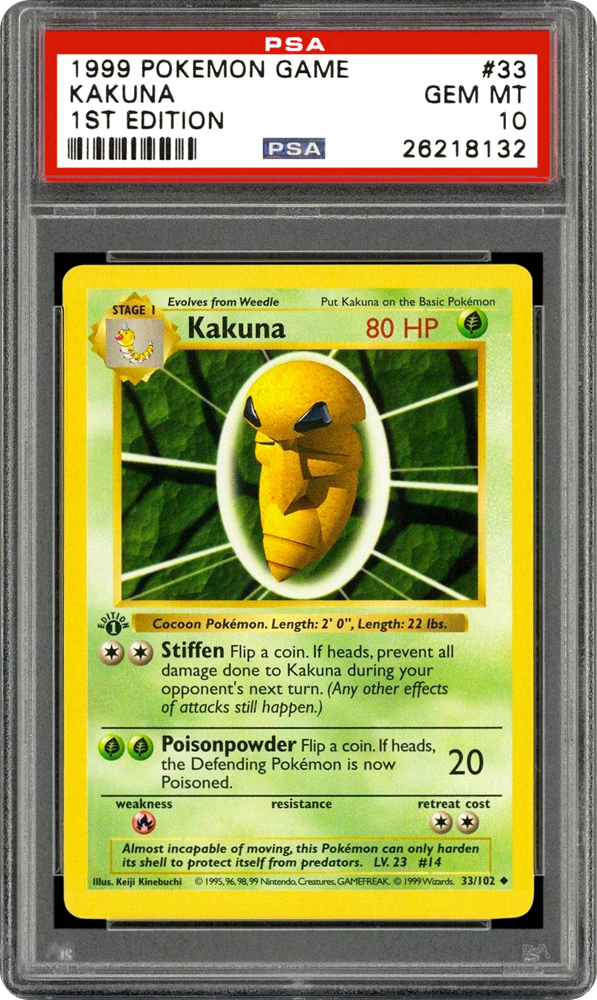 PSA
1999 POKEMON GAME #33
KAKUNA GEM MT
1ST EDITION 10
PSA 26218132
STAGE 1
Evolves from Weedle Put Kakuna on the Basic Pokémon
Kakuna 80 HP
EDITION 1
Cocoon Pokémon. Length: 2' 0", Length: 22 lbs.
Stiffen Flip a coin. If heads, prevent all
damage done to Kakuna during your
opponent's next turn. (Any other effects
of attacks still happen.)
Poisonpowder Flip a coin. If heads,
the Defending Pokémon is now 20
Poisoned.
weakness resistance retreat cost
Almost incapable of moving, this Pokémon can only harden
its shell to protect itself from predators. LV. 23 #14
Illus. Keiji Kinebuchi © 1995, 96, 98, 99 Nintendo, Creatures, GAMEFREAK. © 1999 Wizards. 33/102
PSA